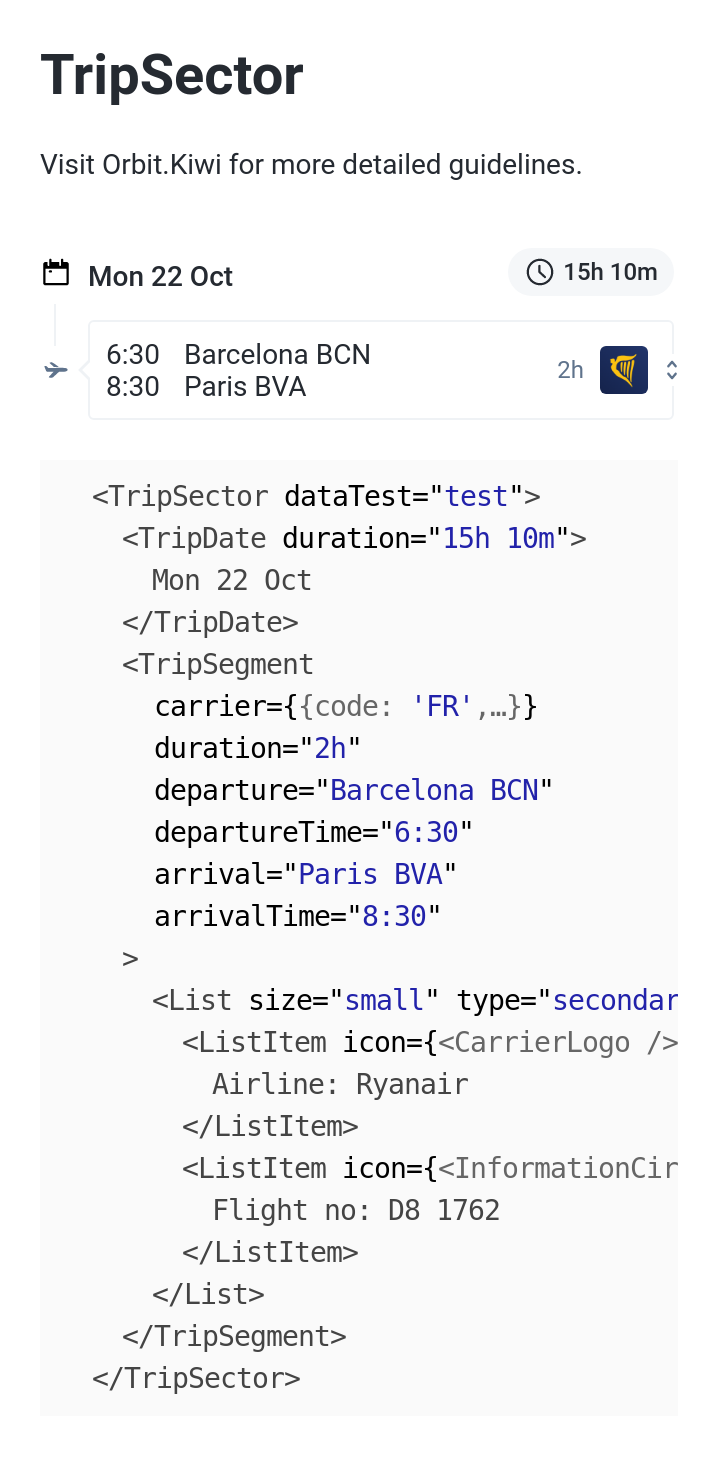 TripSector
Visit Orbit.Kiwi for more detailed guidelines.
Mon 22 Oct
15h 10m
6:30 Barcelona BCN
8:30 Paris BVA
2h
<TripSector dataTest="test">
<TripDate duration="15h 10m">
Mon 22 Oct
</TripDate>
<TripSegment
carrier={{code: 'FR',…}}
duration="2h"
departure="Barcelona BCN"
departureTime="6:30"
arrival="Paris BVA"
arrivalTime="8:30"
>
<List size="small" type="secondar
<ListItem icon={<CarrierLogo />
Airline: Ryanair
</ListItem>
<ListItem icon={<InformationCir
Flight no: D8 1762
</ListItem>
</List>
</TripSegment>
</TripSector>